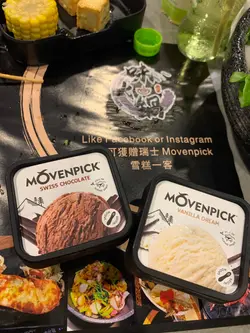 Like Facebook or Instagram
可獲贈瑞士 Movenpick
雪糕一客
MÖVENPICK
SWISS CHOCOLATE
MÖVENPICK
VANILLA DREAM